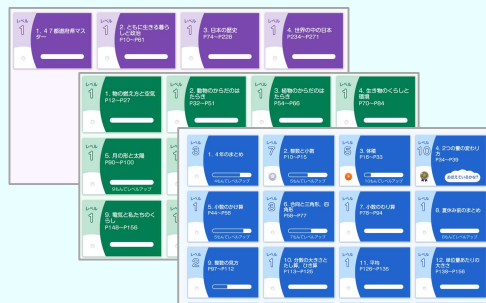 レベル
1
1. 47都道府県マスター
レベル
1
2. ともに生きる暮らしと政治
P10~P61
レベル
1
3. 日本の歴史
P74~P226
レベル
1
4. 世界の中の日本
P234~P271
レベル
1
1. 物の燃え方と空気
P12~P27
レベル
1
2. 動物のからだのはたらき
P32~P51
レベル
1
3. 植物のからだのはたらき
P54~P66
レベル
1
4. 生き物のくらしと環境
P70~P84
レベル
1
5. 月の形と太陽
P90~P100
レベル
1
9. 電気と私たちのくらし
P148~P156
レベル
3
1. 4年のまとめ
レベル
7
2. 整数と小数
P10~P15
レベル
5
3. 体積
P16~P33
レベル
10
4. 2つの量の変わり方
P34~P39
おぼえているかな?
レベル
6
5. 小数のかけ算
P44~P56
レベル
3
6. 合同と三角形、四角形
P58~P77
レベル
1
7. 小数のわり算
P78~P94
レベル
1
8. 夏休み前のまとめ
レベル
2
9. 整数の見方
P97~P112
レベル
1
10. 分数の大きさとたし算、ひき算
P113~P125
レベル
1
11. 平均
P126~P135
レベル
1
12. 単位量あたりの大きさ